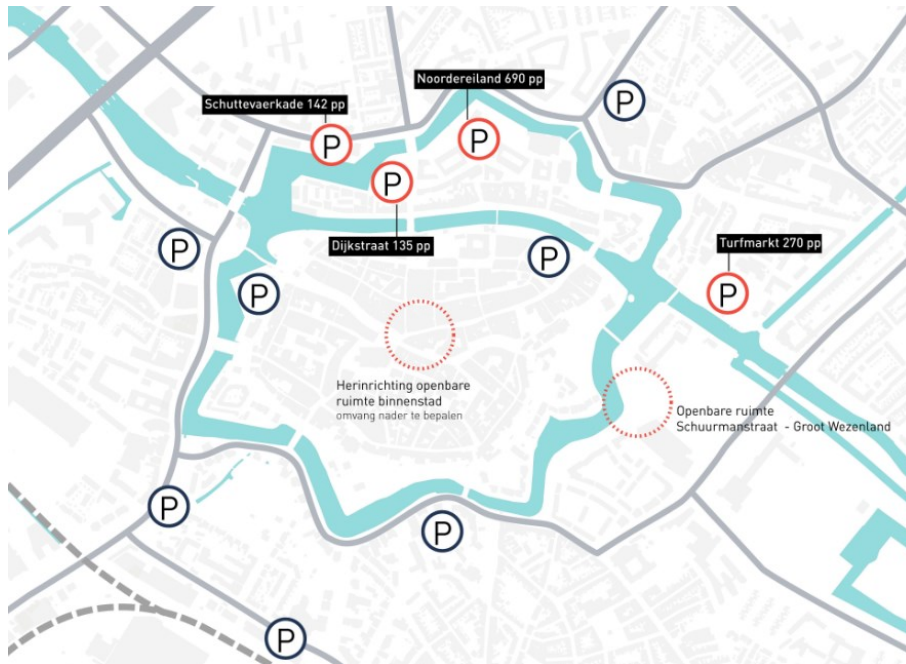 Noordereiland 690 pp
P
Schuttevaerkade 142 pp
P
P
P
Dijkstraat 135 pp
P
P
P
Turfmarkt 270 pp
P
Herinrichting openbare
ruimte binnenstad
omvang nader te bepalen
Openbare ruimte
Schuurmanstraat - Groot Wezenland
P
P
P